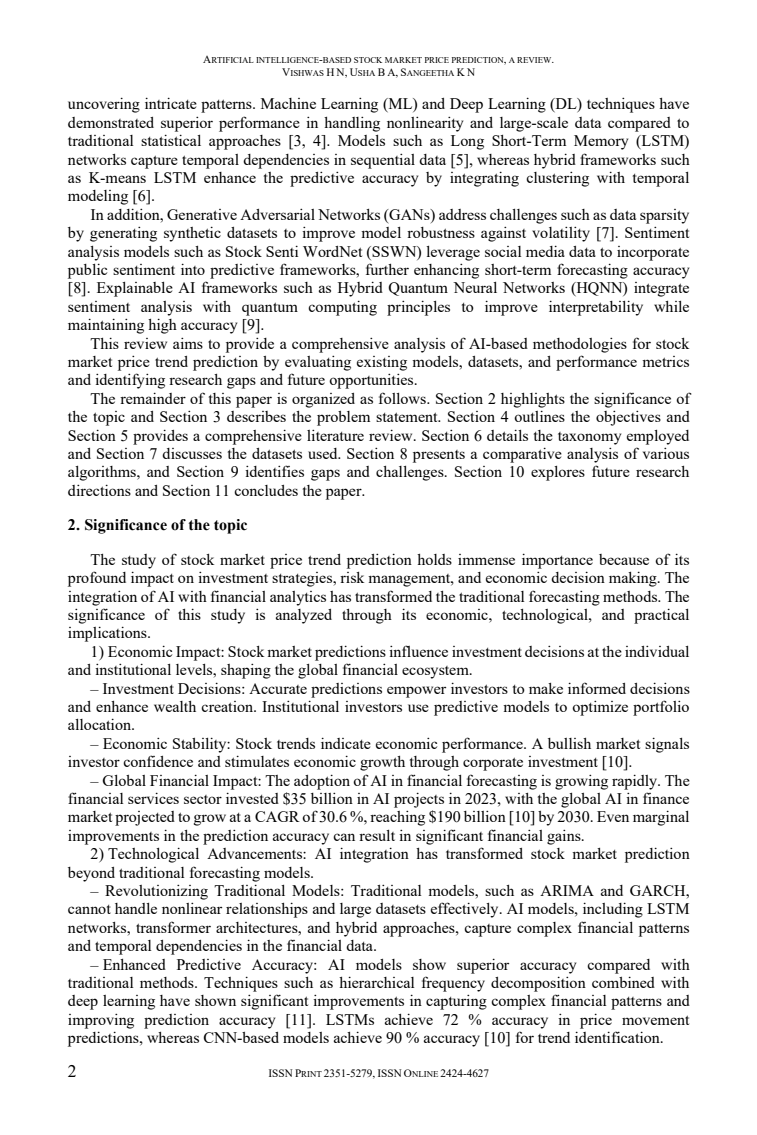 ARTIFICIAL INTELLIGENCE-BASED STOCK MARKET PRICE PREDICTION, A REVIEW.
VISHWAS H N, USHA B A, SANGEETHA K N
uncovering intricate patterns. Machine Learning (ML) and Deep Learning (DL) techniques have
demonstrated superior performance in handling nonlinearity and large-scale data compared to
traditional statistical approaches [3, 4]. Models such as Long Short-Term Memory (LSTM)
networks capture temporal dependencies in sequential data [5], whereas hybrid frameworks such
as K-means LSTM enhance the predictive accuracy by integrating clustering with temporal
modeling [6].
In addition, Generative Adversarial Networks (GANs) address challenges such as data sparsity
by generating synthetic datasets to improve model robustness against volatility [7]. Sentiment
analysis models such as Stock Senti WordNet (SSWN) leverage social media data to incorporate
public sentiment into predictive frameworks, further enhancing short-term forecasting accuracy
[8]. Explainable AI frameworks such as Hybrid Quantum Neural Networks (HQNN) integrate
sentiment analysis with quantum computing principles to improve interpretability while
maintaining high accuracy [9].
This review aims to provide a comprehensive analysis of AI-based methodologies for stock
market price trend prediction by evaluating existing models, datasets, and performance metrics
and identifying research gaps and future opportunities.
The remainder of this paper is organized as follows. Section 2 highlights the significance of
the topic and Section 3 describes the problem statement. Section 4 outlines the objectives and
Section 5 provides a comprehensive literature review. Section 6 details the taxonomy employed
and Section 7 discusses the datasets used. Section 8 presents a comparative analysis of various
algorithms, and Section 9 identifies gaps and challenges. Section 10 explores future research
directions and Section 11 concludes the paper.
2. Significance of the topic
The study of stock market price trend prediction holds immense importance because of its
profound impact on investment strategies, risk management, and economic decision making. The
integration of AI with financial analytics has transformed the traditional forecasting methods. The
significance of this study is analyzed through its economic, technological, and practical
implications.
1) Economic Impact: Stock market predictions influence investment decisions at the individual
and institutional levels, shaping the global financial ecosystem.
– Investment Decisions: Accurate predictions empower investors to make informed decisions
and enhance wealth creation. Institutional investors use predictive models to optimize portfolio
allocation.
– Economic Stability: Stock trends indicate economic performance. A bullish market signals
investor confidence and stimulates economic growth through corporate investment [10].
– Global Financial Impact: The adoption of AI in financial forecasting is growing rapidly. The
financial services sector invested $35 billion in AI projects in 2023, with the global AI in finance
market projected to grow at a CAGR of 30.6 %, reaching $190 billion [10] by 2030. Even marginal
improvements in the prediction accuracy can result in significant financial gains.
2) Technological Advancements: AI integration has transformed stock market prediction
beyond traditional forecasting models.
– Revolutionizing Traditional Models: Traditional models, such as ARIMA and GARCH,
cannot handle nonlinear relationships and large datasets effectively. AI models, including LSTM
networks, transformer architectures, and hybrid approaches, capture complex financial patterns
and temporal dependencies in the financial data.
– Enhanced Predictive Accuracy: AI models show superior accuracy compared with
traditional methods. Techniques such as hierarchical frequency decomposition combined with
deep learning have shown significant improvements in capturing complex financial patterns and
improving prediction accuracy [11]. LSTMs achieve 72 % accuracy in price movement
predictions, whereas CNN-based models achieve 90 % accuracy [10] for trend identification.
2 ISSN PRINT 2351-5279, ISSN ONLINE 2424-4627